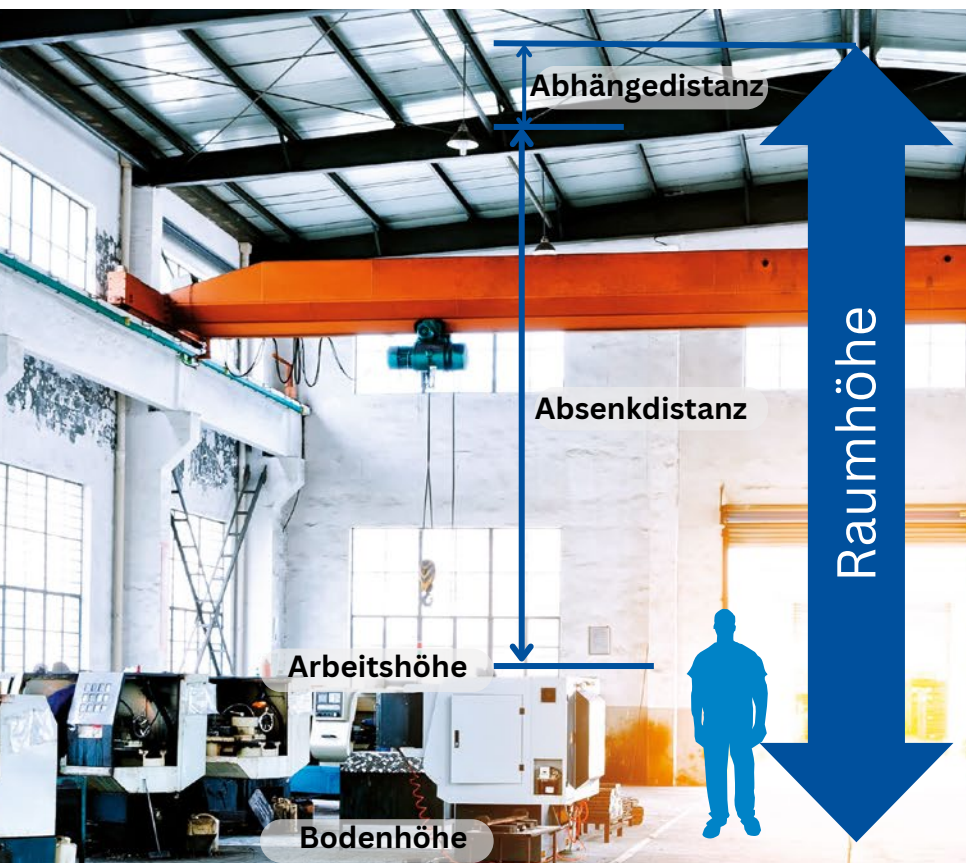 Abhängedistanz
Absenkdistanz
Raumhöhe
Arbeitshöhe
Bodenhöhe